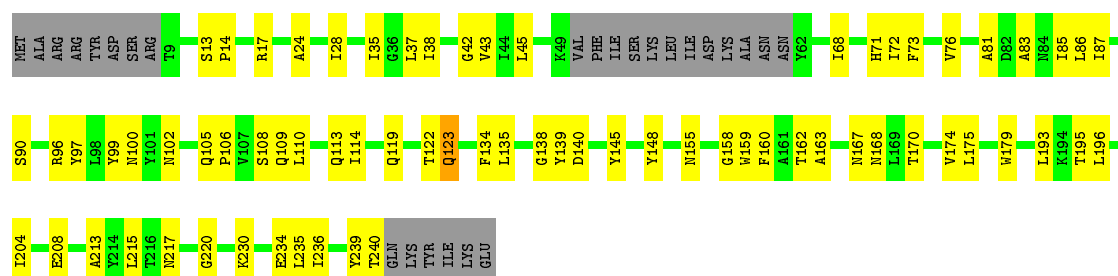 MET ALA ARG ARG TYR ASP SER ARG T9 S13 P14 R17 A24 I28 I35 G36 L37 I38 G42 V43 I44 L45 K49 VAL PHE ILE SER LYS LEU ILE ASP LYS ALA ASN ASN Y62 I68 H71 I72 F73 V76 A81 D82 A83 N84 I85 L86 I87
S90 R96 Y97 L98 Y99 N100 Y101 N102 Q105 P106 V107 S108 Q109 L110 Q113 I114 Q119 T122 Q123 F134 L135 G138 Y139 D140 Y145 Y148 N155 G158 W159 F160 A161 T162 A163 N167 N168 L169 T170 V174 L175 W179 L193 K194 T195 L196
I204 E208 A213 Y214 L215 T216 N217 G220 K230 E234 L235 I236 Y239 T240 GLN LYS TYR ILE LYS GLU